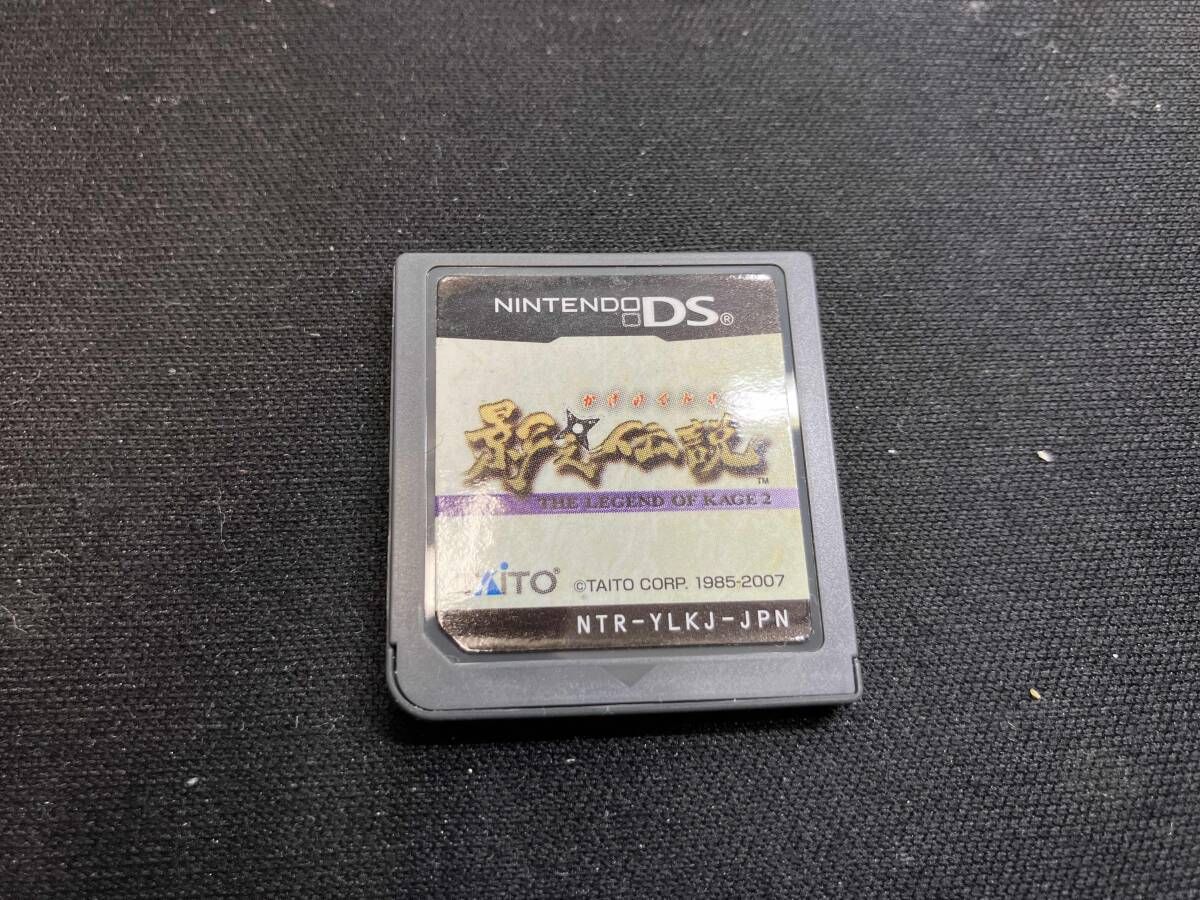 NINTENDO DS®
かげのでんせつ
影之伝説
TM
THE LEGEND OF KAGE 2
TAITO®
©TAITO CORP. 1985-2007
NTR-YLKJ-JPN